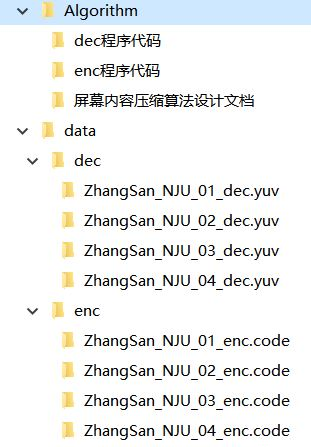 Algorithm
dec程序代码
enc程序代码
屏幕内容压缩算法设计文档
data
dec
ZhangSan_NJU_01_dec.yuv
ZhangSan_NJU_02_dec.yuv
ZhangSan_NJU_03_dec.yuv
ZhangSan_NJU_04_dec.yuv
enc
ZhangSan_NJU_01_enc.code
ZhangSan_NJU_02_enc.code
ZhangSan_NJU_03_enc.code
ZhangSan_NJU_04_enc.code